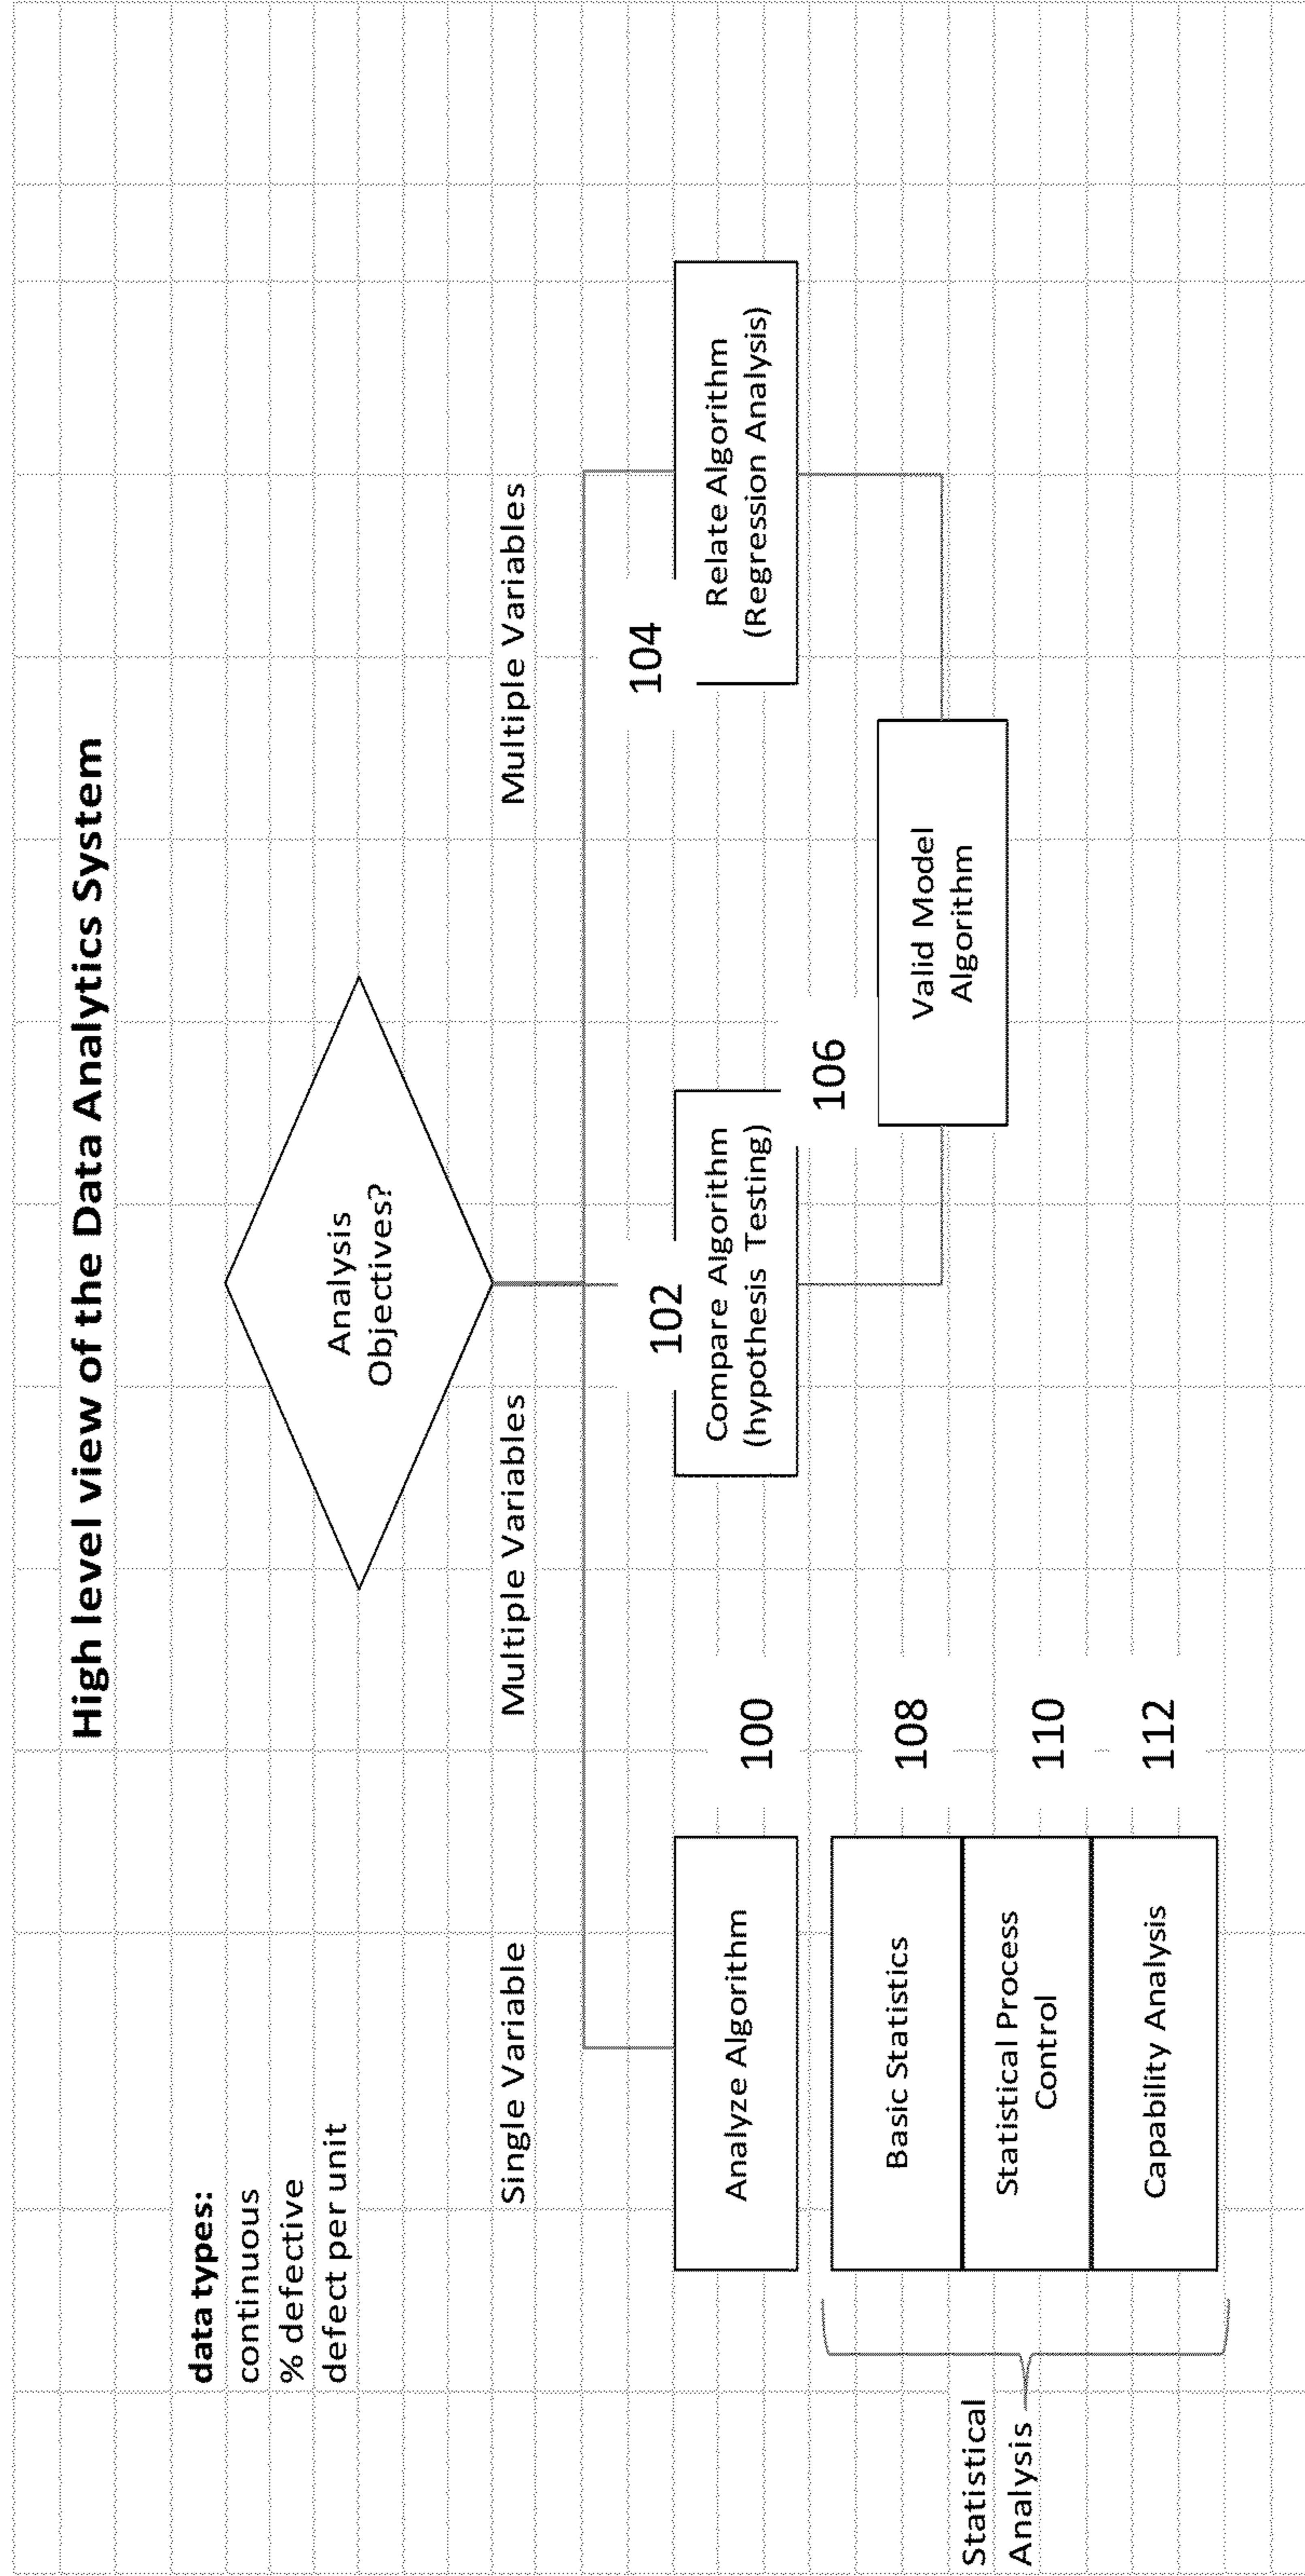 High level view of the Data Analytics System
data types:
continuous
% defective
defect per unit
Analysis
Objectives?
Single Variable
Multiple Variables
Multiple Variables
102
104
Analyze Algorithm
100
Compare Algorithm
(hypothesis Testing)
Relate Algorithm
(Regression Analysis)
106
Basic Statistics
108
Valid Model
Algorithm
Statistical
Analysis
Statistical Process
Control
110
Capability Analysis
112